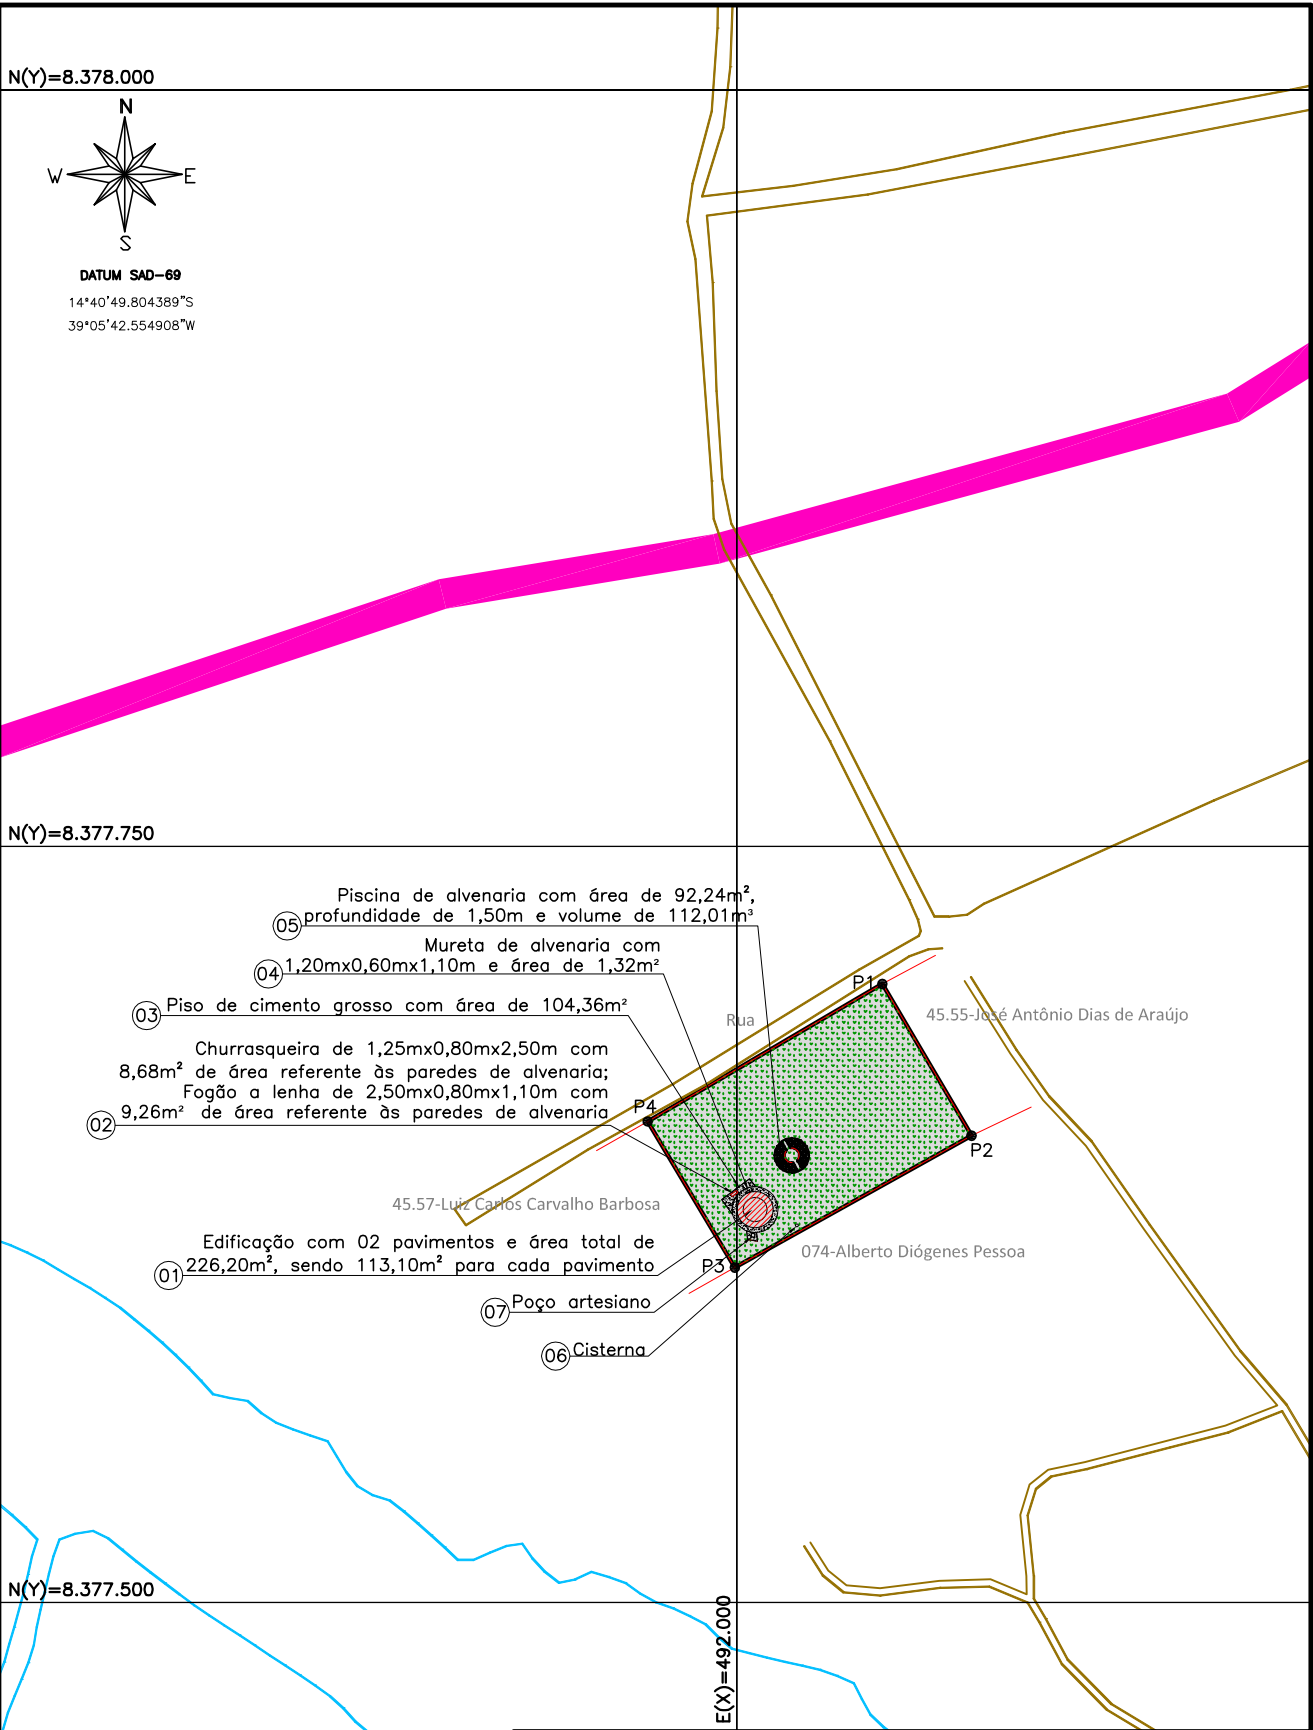 N(Y)=8.378.000
N
W
E
S
DATUM SAD-69
14°40'49.804389"S
39°05'42.554908"W
N(Y)=8.377.750
Piscina de alvenaria com área de 92,24m²,
05 profundidade de 1,50m e volume de 112,01m³
Mureta de alvenaria com
04 1,20mx0,60mx1,10m e área de 1,32m²
P1
03 Piso de cimento grosso com área de 104,36m²
Rua
45.55-José Antônio Dias de Araújo
Churrasqueira de 1,25mx0,80mx2,50m com
8,68m² de área referente às paredes de alvenaria;
Fogão a lenha de 2,50mx0,80mx1,10m com
02 9,26m² de área referente às paredes de alvenaria
P4
P2
45.57-Luiz Carlos Carvalho Barbosa
Edificação com 02 pavimentos e área total de
01 226,20m², sendo 113,10m² para cada pavimento
074-Alberto Diógenes Pessoa
P3
07 Poço artesiano
06 Cisterna
N(Y)=8.377.500
E(X)=492.000